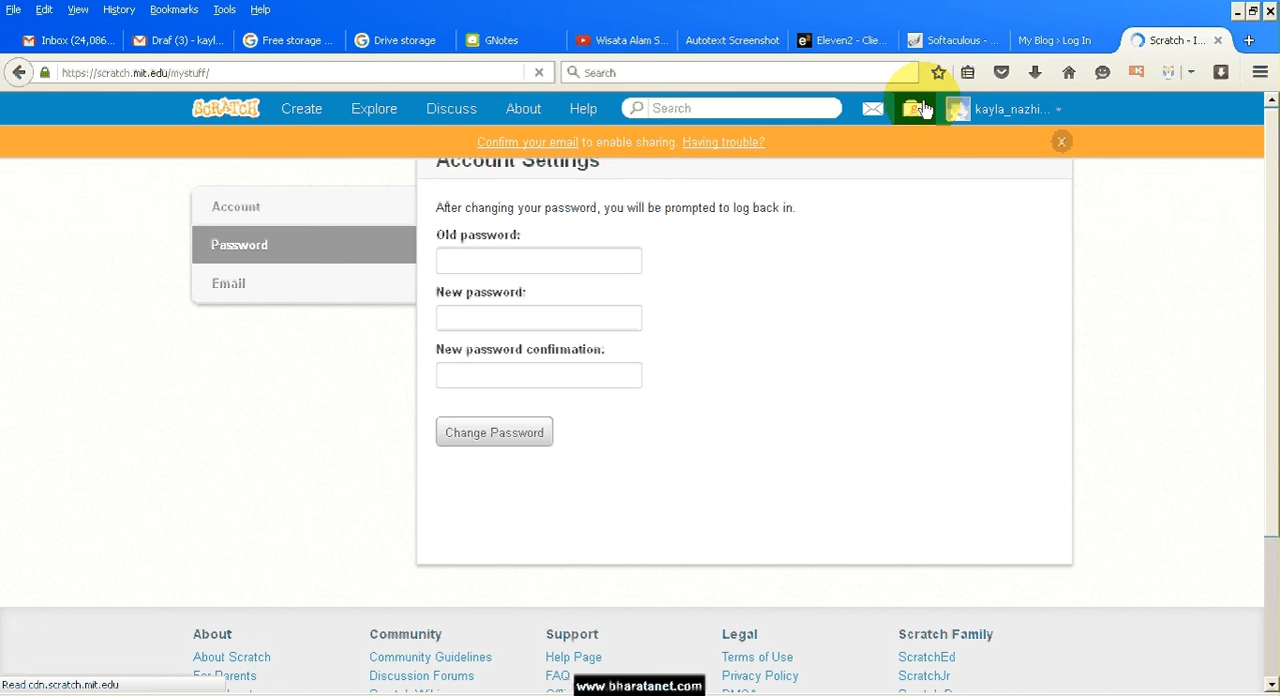 File Edit View History Bookmarks Tools Help
Inbox (24,086... Draf (3) - kayl... Free storage ... Drive storage GNotes Wisata Alam S... Autotext Screenshot Eleven2 - Clie... Softaculous - ... My Blog › Log In Scratch - I...
https://scratch.mit.edu/mystuff/ Search
SCRATCH Create Explore Discuss About Help Search kayla_nazhi...
Confirm your email to enable sharing. Having trouble? x
Account Settings
Account
Password
Email
After changing your password, you will be prompted to log back in.
Old password:
New password:
New password confirmation:
Change Password
About Community Support Legal Scratch Family
About Scratch Community Guidelines Help Page Terms of Use ScratchEd
For Parents Discussion Forums FAQ Privacy Policy ScratchJr
Read cdn.scratch.mit.edu
www.bharatanet.com